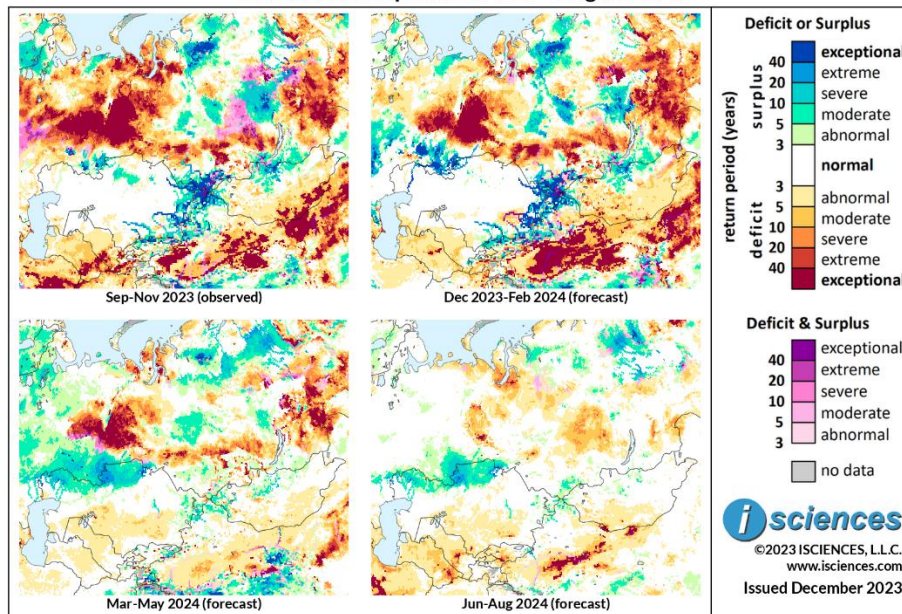 Sep-Nov 2023 (observed)
Dec 2023-Feb 2024 (forecast)
Mar-May 2024 (forecast)
Jun-Aug 2024 (forecast)
Deficit or Surplus
return period (years)
surplus
deficit
40
20
10
5
3
exceptional
extreme
severe
moderate
abnormal
normal
3
5
10
20
40
abnormal
moderate
severe
extreme
exceptional
Deficit & Surplus
40
20
10
5
3
exceptional
extreme
severe
moderate
abnormal
no data
i sciences
©2023 ISCIENCES, L.L.C.
www.isciences.com
Issued December 2023